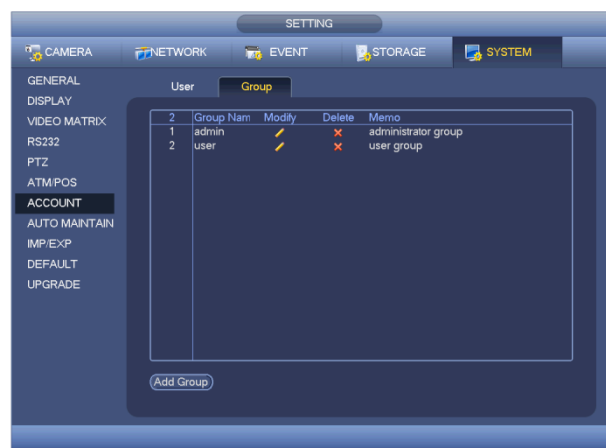 SETTING
CAMERA NETWORK EVENT STORAGE SYSTEM
GENERAL
DISPLAY
VIDEO MATRIX
RS232
PTZ
ATM/POS
ACCOUNT
AUTO MAINTAIN
IMP/EXP
DEFAULT
UPGRADE
User Group
2 Group Nam Modify Delete Memo
1 admin administrator group
2 user user group
Add Group